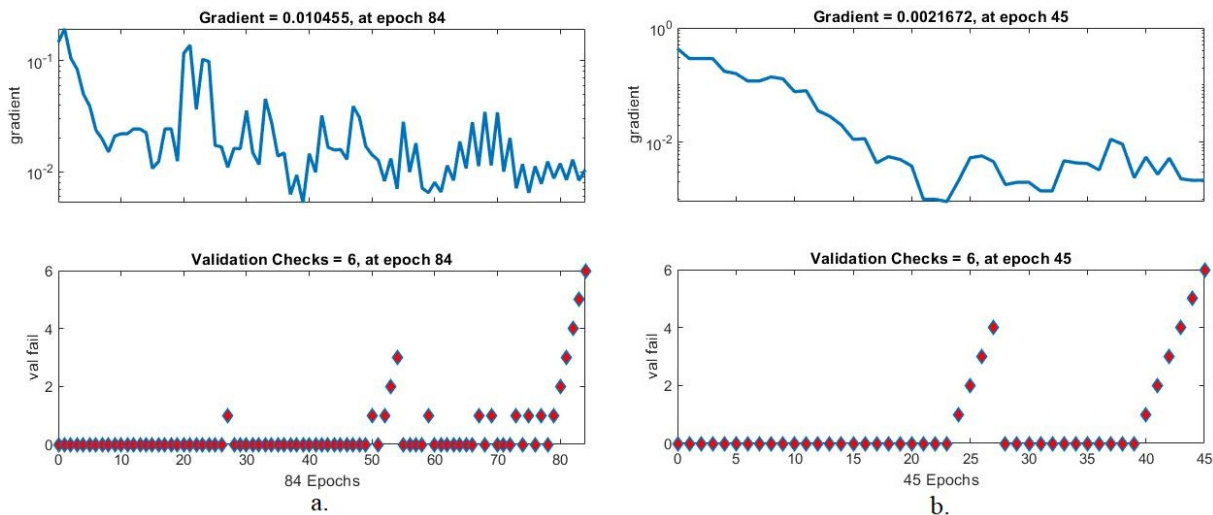 Gradient = 0.010455, at epoch 84
10^-1
10^-2
gradient
Validation Checks = 6, at epoch 84
6
4
2
0
val fail
0 10 20 30 40 50 60 70 80
84 Epochs
a.
Gradient = 0.0021672, at epoch 45
10^0
10^-2
gradient
Validation Checks = 6, at epoch 45
6
4
2
0
val fail
0 5 10 15 20 25 30 35 40 45
45 Epochs
b.